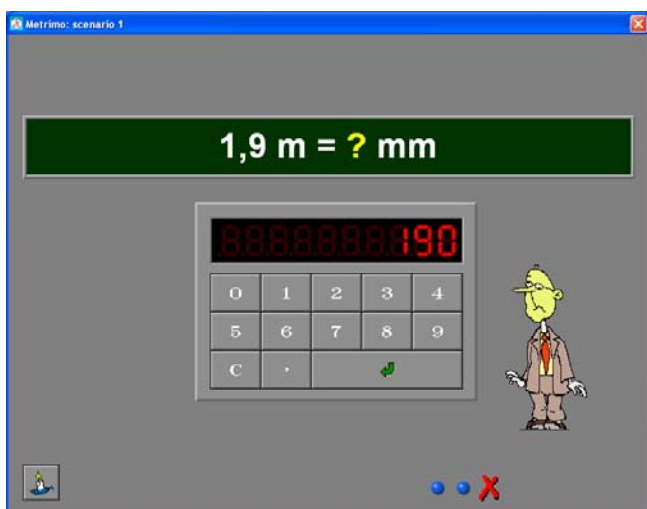 Metrimo: scenario 1
1,9 m = ? mm
190
0 1 2 3 4
5 6 7 8 9
C ,